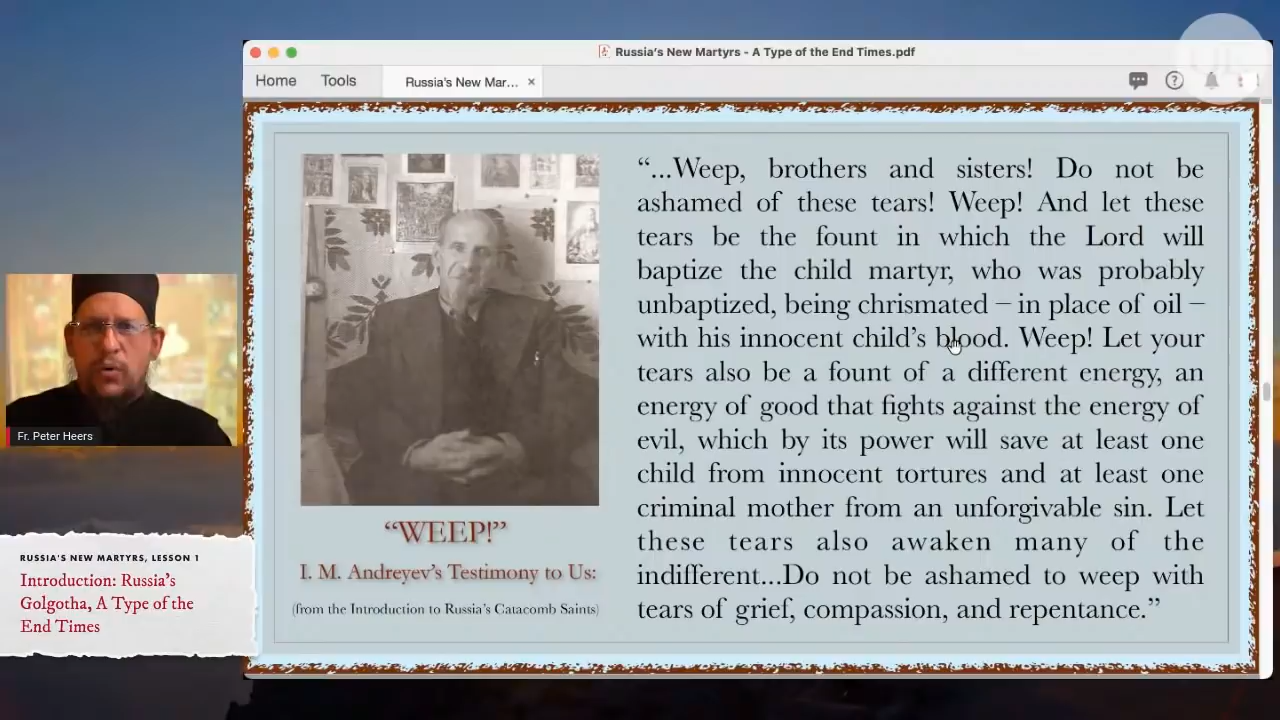 Russia's New Martyrs - A Type of the End Times.pdf
Home Tools Russia's New Mar... ×
“...Weep, brothers and sisters! Do not be
ashamed of these tears! Weep! And let these
tears be the fount in which the Lord will
baptize the child martyr, who was probably
unbaptized, being chrismated – in place of oil –
with his innocent child’s blood. Weep! Let your
tears also be a fount of a different energy, an
energy of good that fights against the energy of
evil, which by its power will save at least one
child from innocent tortures and at least one
criminal mother from an unforgivable sin. Let
these tears also awaken many of the
indifferent...Do not be ashamed to weep with
tears of grief, compassion, and repentance.”
“WEEP!”
I. M. Andreyev’s Testimony to Us:
(from the Introduction to Russia’s Catacomb Saints)
Fr. Peter Heers
RUSSIA'S NEW MARTYRS, LESSON 1
Introduction: Russia's
Golgotha, A Type of the
End Times